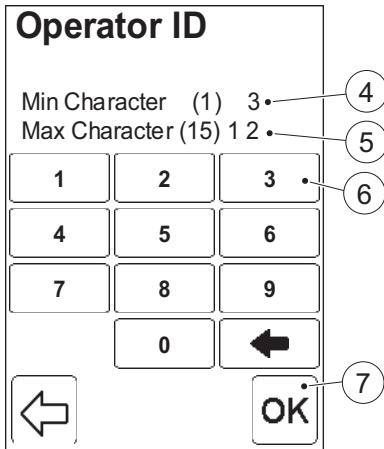 Operator ID
Min Character (1) 3
4
Max Character (15) 1 2
5
1 2 3
6
4 5 6
7 8 9
0
7
OK